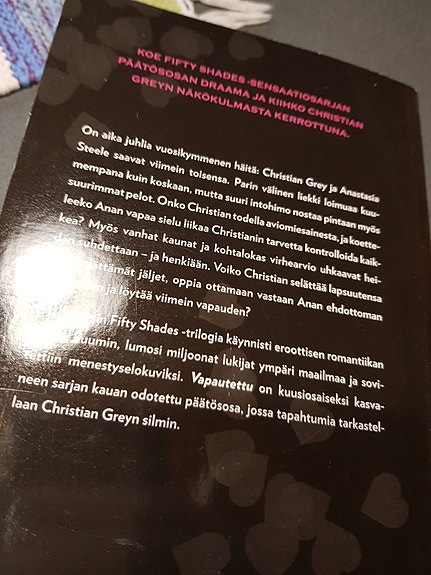 KOE FIFTY SHADES -SENSAATIOSARJAN
PÄÄTÖSOSAN DRAAMA JA KIIHKO CHRISTIAN
GREYN NÄKÖKULMASTA KERROTTUNA.
On aika juhlia vuosikymmenen häitä: Christian Grey ja Anastasia
Steele saavat viimein toisensa. Parin välinen liekki loimuaa kuu-
mempana kuin koskaan, mutta suuri intohimo nostaa pintaan myös
suurimmat pelot. Onko Christian todella aviomiesainesta, ja koette-
leeko Anan vapaa sielu liikaa Christianin tarvetta kontrolloida kaik-
kea? Myös vanhat kaunat ja kohtalokas virhearvio uhkaavat hei-
dän suhdettaan – ja henkiään. Voiko Christian selättää lapsuutensa
jättämät jäljet, oppia ottamaan vastaan Anan ehdottoman
ja löytää viimein vapauden?
Fifty Shades -trilogia käynnisti eroottisen romantiikan
lumosi miljoonat lukijat ympäri maailmaa ja sovi-
tettiin menestyselokuviksi. Vapautettu on kuusiosaiseksi kasva-
neen sarjan kauan odotettu päätösosa, jossa tapahtumia tarkastel-
laan Christian Greyn silmin.